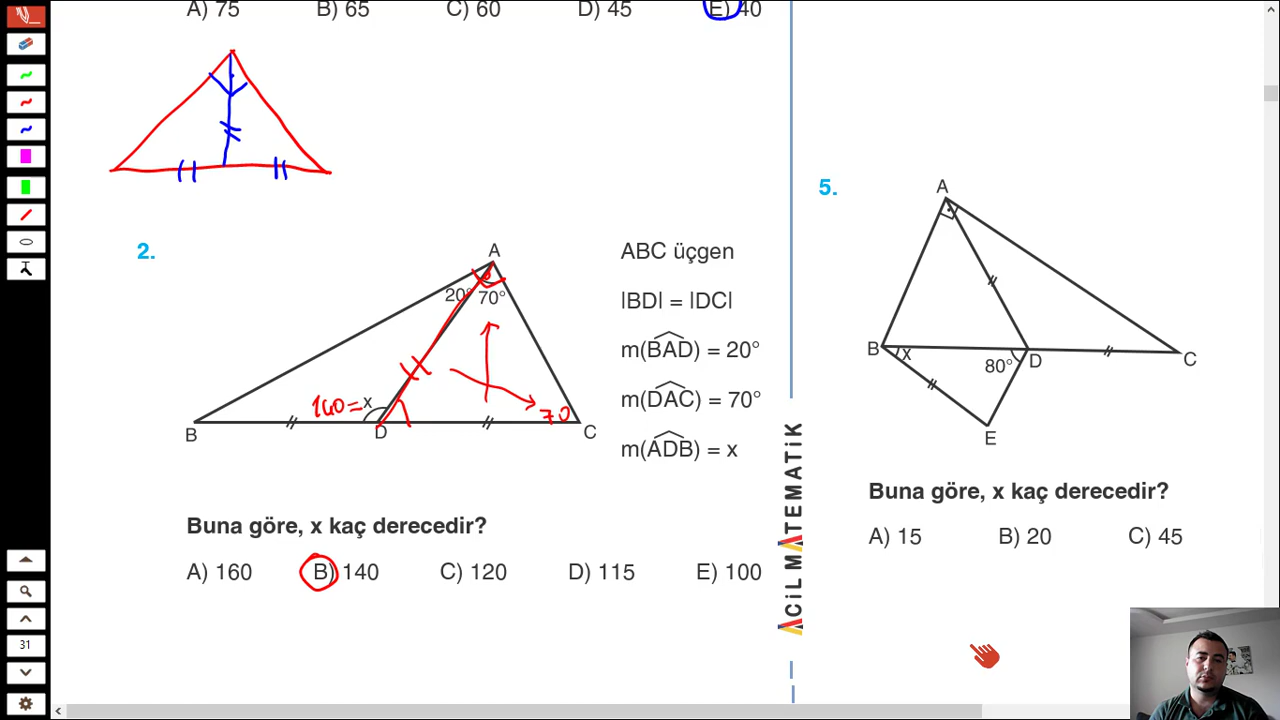 A) 75 B) 65 C) 60 D) 45 E) 40
2.
A
20° 70°
140 = x
70
B
D
C
ABC üçgen
|BD| = |DC|
m(BAD) = 20°
m(DAC) = 70°
m(ADB) = x
Buna göre, x kaç derecedir?
A) 160 B) 140 C) 120 D) 115 E) 100
ACİL MATEMATİK
5.
A
B
x
80°
D
C
E
Buna göre, x kaç derecedir?
A) 15 B) 20 C) 45
31